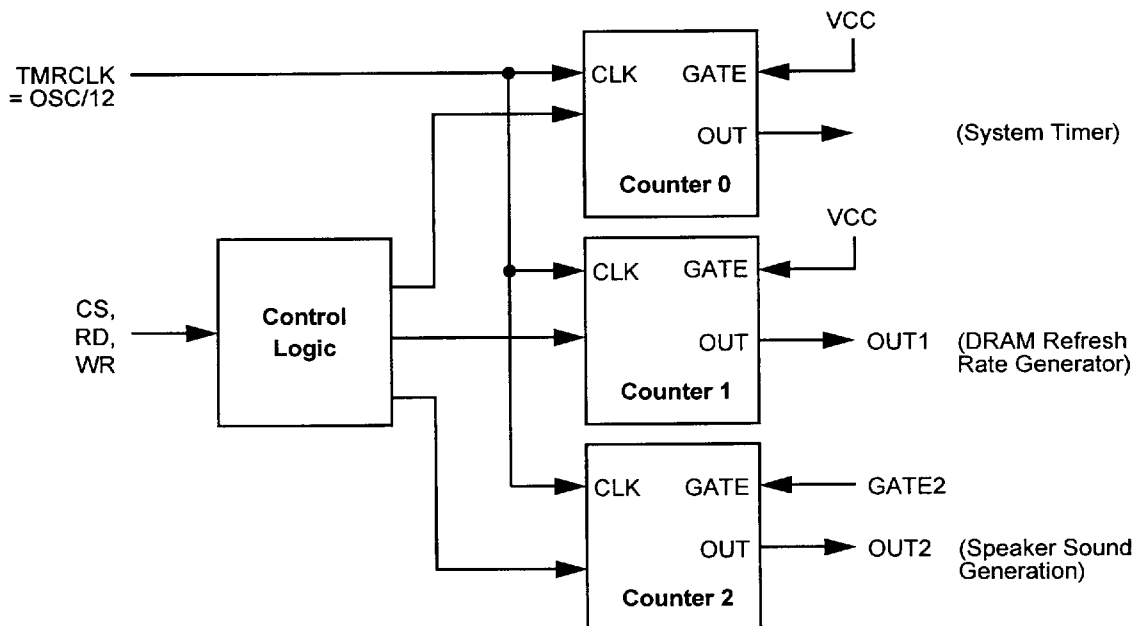 VCC
TMRCLK
= OSC/12
CLK GATE
OUT
(System Timer)
Counter 0
VCC
CLK GATE
CS,
RD,
WR
Control
Logic
OUT
OUT1
(DRAM Refresh
Rate Generator)
Counter 1
CLK GATE
GATE2
OUT
OUT2
(Speaker Sound
Generation)
Counter 2